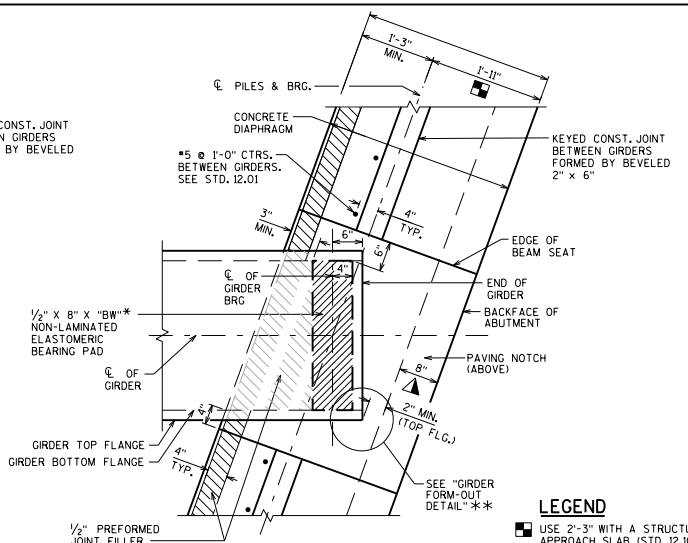 1'-3"
MIN.
1'-11"
℄ PILES & BRG.
CONST. JOINT
GIRDERS
BY BEVELED
CONCRETE
DIAPHRAGM
KEYED CONST. JOINT
BETWEEN GIRDERS
FORMED BY BEVELED
2" x 6"
#5 @ 1'-0" CTRS.
BETWEEN GIRDERS.
SEE STD. 12.01
3"
MIN.
4"
TYP.
6"
6"
EDGE OF
BEAM SEAT
℄ OF
GIRDER
BRG
4"
END OF
GIRDER
BACKFACE OF
ABUTMENT
1/2" X 8" X "BW"*
NON-LAMINATED
ELASTOMERIC
BEARING PAD
PAVING NOTCH
(ABOVE)
℄ OF
GIRDER
8"
4"
2" MIN.
(TOP FLG.)
GIRDER TOP FLANGE
GIRDER BOTTOM FLANGE
4"
TYP.
SEE "GIRDER
FORM-OUT
DETAIL" **
1/2" PREFORMED
JOINT FILLER
LEGEND
USE 2'-3" WITH A
APPROACH SLAB (STD.